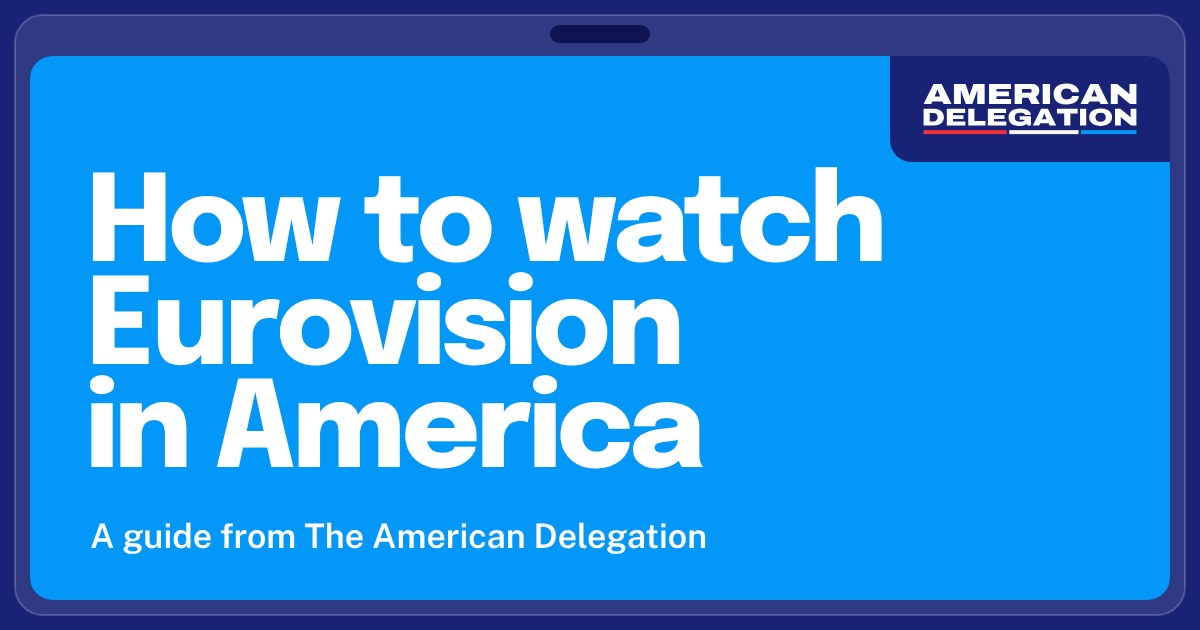 AMERICAN
DELEGATION
How to watch
Eurovision
in America
A guide from The American Delegation